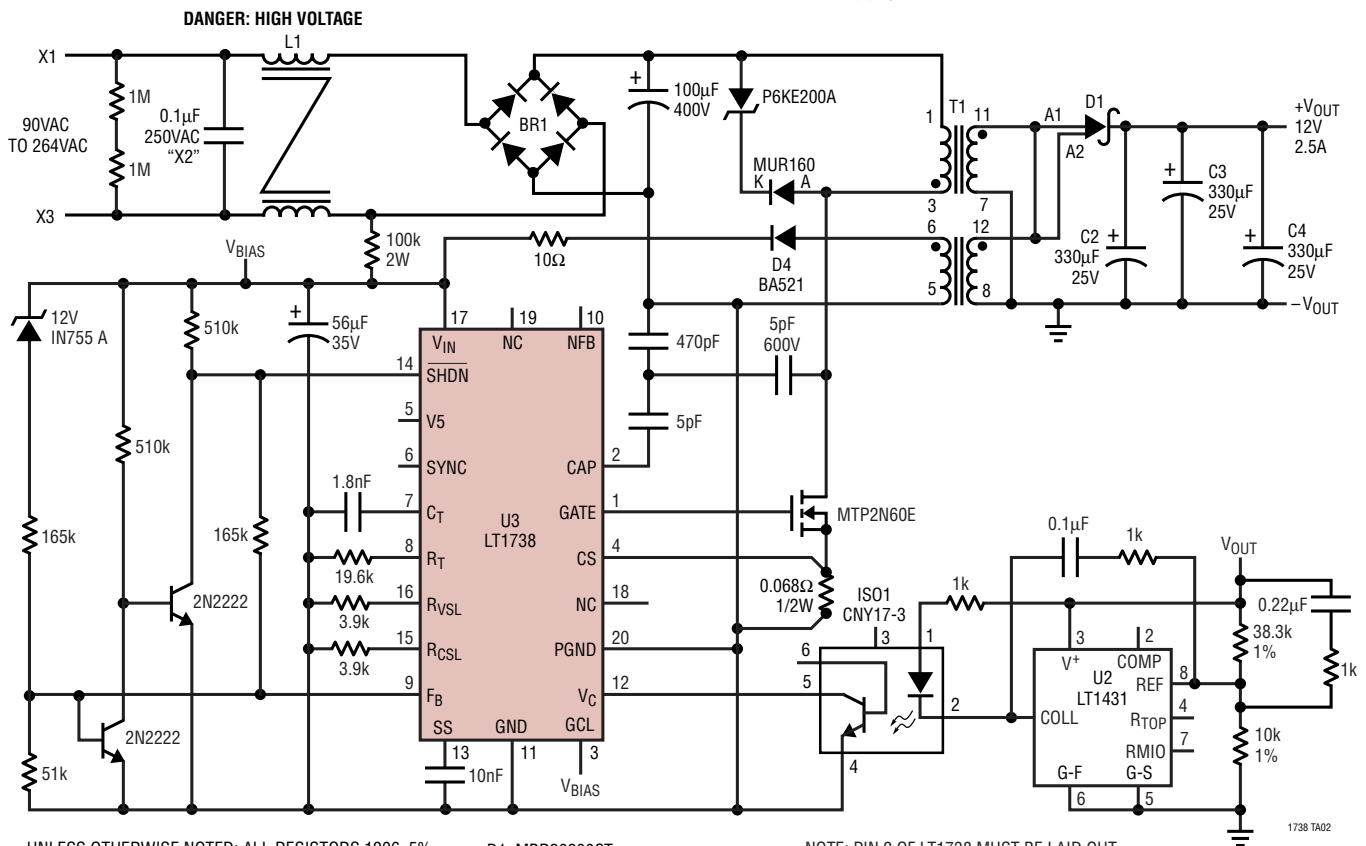 DANGER: HIGH VOLTAGE
X1
L1
1M
0.1µF
250VAC
“X2”
90VAC
TO 264VAC
1M
X3
BR1
100µF
400V
+
P6KE200A
MUR160
K
A
1
T1
11
3
7
6
12
5
8
A1
A2
D1
+VOUT
12V
2.5A
C3
330µF
25V
+
C2
330µF
25V
+
C4
330µF
25V
+
–VOUT
VBIAS
100k
2W
10Ω
D4
BA521
12V
IN755 A
510k
510k
+
56µF
35V
165k
165k
51k
2N2222
2N2222
1.8nF
19.6k
3.9k
3.9k
10nF
17
VIN
19
NC
10
NFB
14
SHDN
5
V5
6
SYNC
7
CT
8
RT
16
RVSL
15
RCSL
9
FB
SS
13
GND
11
GCL
3
VBIAS
U3
LT1738
CAP
2
GATE
1
CS
4
NC
18
PGND
20
VC
12
470pF
5pF
600V
5pF
MTP2N60E
0.068Ω
1/2W
ISO1
CNY17-3
1k
3
1
6
5
2
4
0.1µF
1k
VOUT
0.22µF
38.3k
1%
1k
10k
1%
3
V+
2
COMP
U2
LT1431
REF
8
COLL
RTOP
4
RMIO
7
G-F
6
G-S
5
1738 TA02